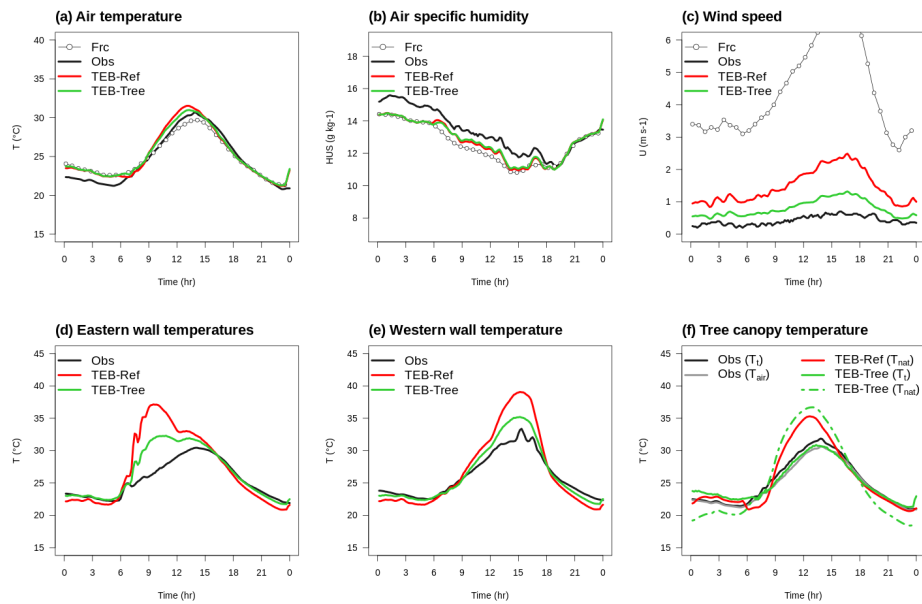 (a) Air temperature
(b) Air specific humidity
(c) Wind speed
40
35
30
25
20
15
T (°C)
Frc
Obs
TEB-Ref
TEB-Tree
0 3 6 9 12 15 18 21 0
Time (hr)
18
16
14
12
10
8
HUS (g kg-1)
Frc
Obs
TEB-Ref
TEB-Tree
0 3 6 9 12 15 18 21 0
Time (hr)
6
5
4
3
2
1
0
U (m s-1)
Frc
Obs
TEB-Ref
TEB-Tree
0 3 6 9 12 15 18 21 0
Time (hr)
(d) Eastern wall temperatures
(e) Western wall temperature
(f) Tree canopy temperature
45
40
35
30
25
20
15
T (°C)
Obs
TEB-Ref
TEB-Tree
0 3 6 9 12 15 18 21 0
Time (hr)
45
40
35
30
25
20
15
T (°C)
Obs
TEB-Ref
TEB-Tree
0 3 6 9 12 15 18 21 0
Time (hr)
45
40
35
30
25
20
15
T (°C)
Obs (Tt)
Obs (Tair)
TEB-Ref (Tnat)
TEB-Tree (Tt)
TEB-Tree (Tnat)
0 3 6 9 12 15 18 21 0
Time (hr)